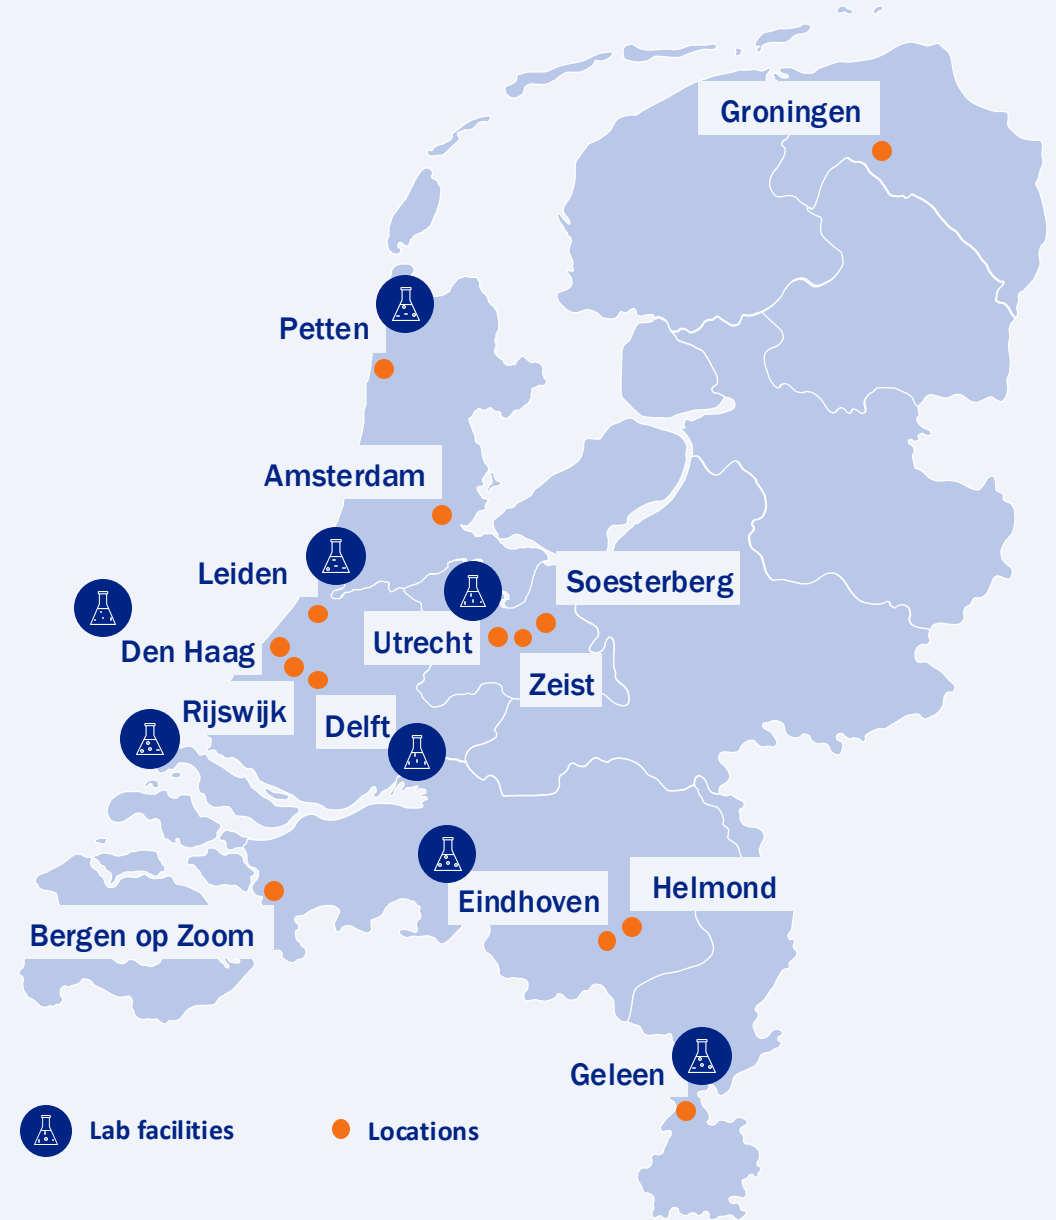 Groningen
Petten
Amsterdam
Leiden
Soesterberg
Den Haag
Utrecht
Zeist
Rijswijk
Delft
Eindhoven
Helmond
Bergen op Zoom
Geleen
Lab facilities
Locations